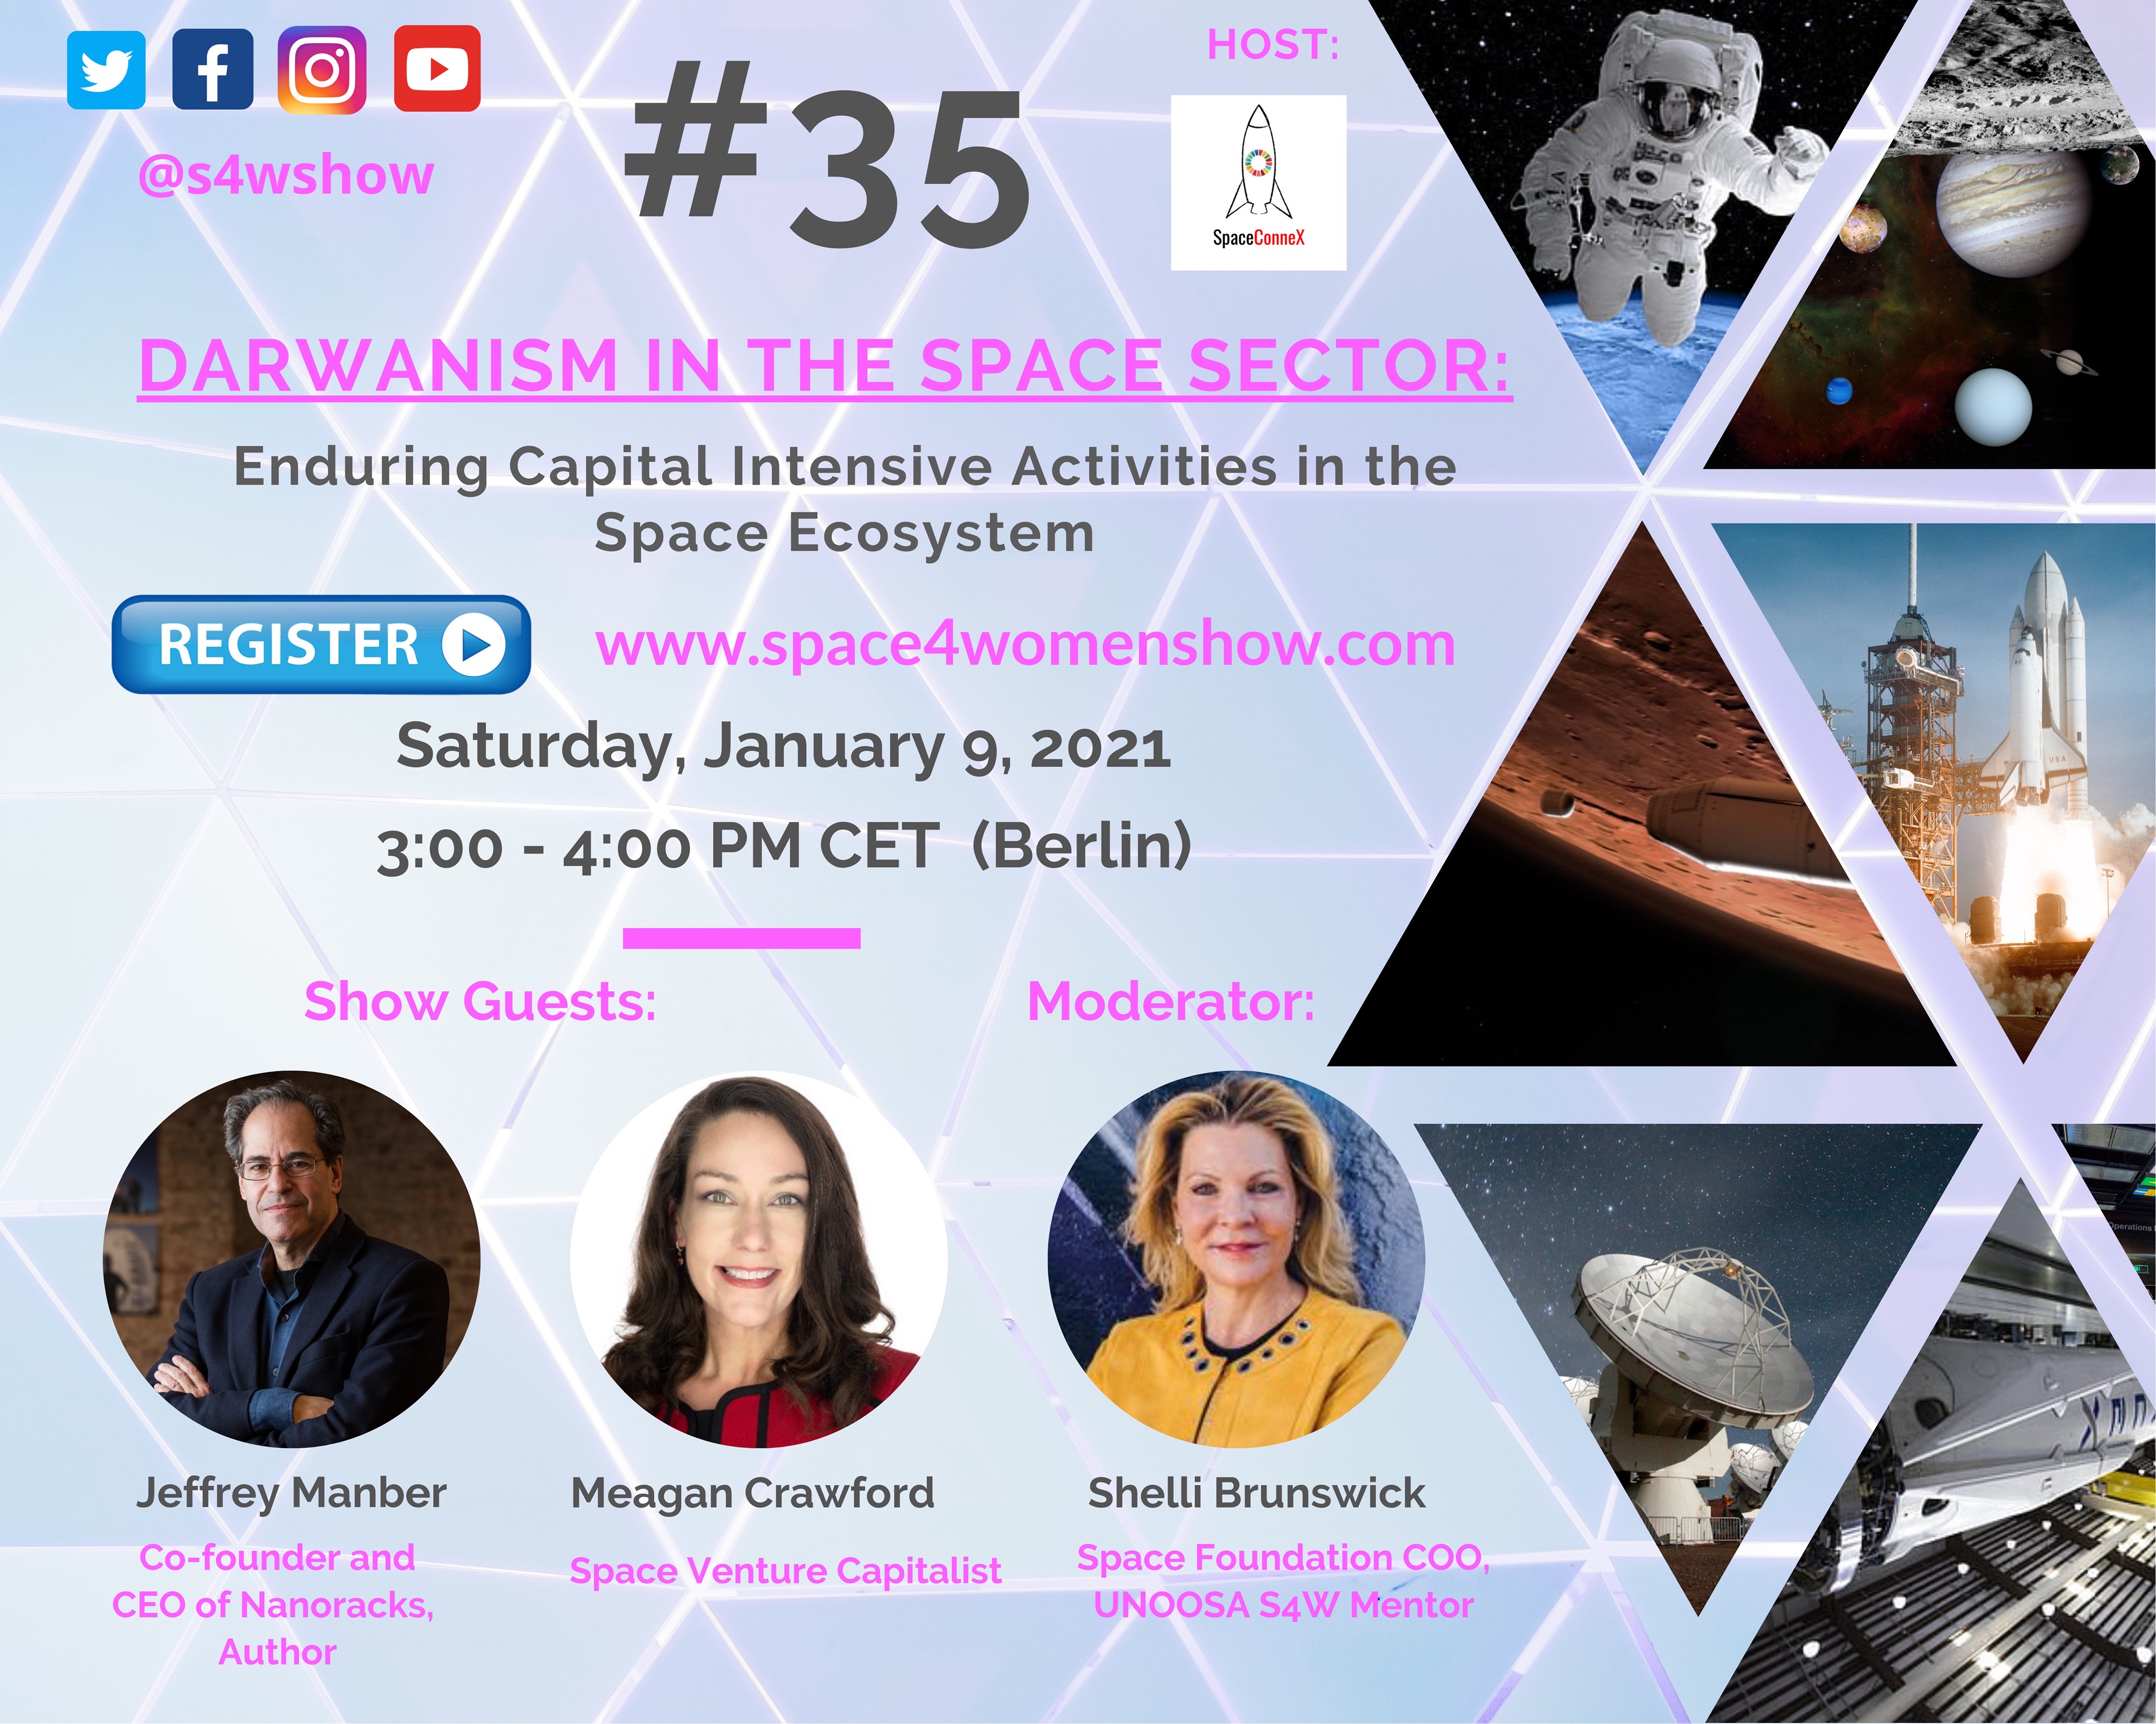 @s4wshow
#35
HOST:
SpaceConneX
DARWANISM IN THE SPACE SECTOR:
Enduring Capital Intensive Activities in the
Space Ecosystem
REGISTER
www.space4womenshow.com
Saturday, January 9, 2021
3:00 - 4:00 PM CET (Berlin)
Show Guests:
Moderator:
Jeffrey Manber
Co-founder and
CEO of Nanoracks,
Author
Meagan Crawford
Space Venture Capitalist
Shelli Brunswick
Space Foundation COO,
UNOOSA S4W Mentor
USA
Operations